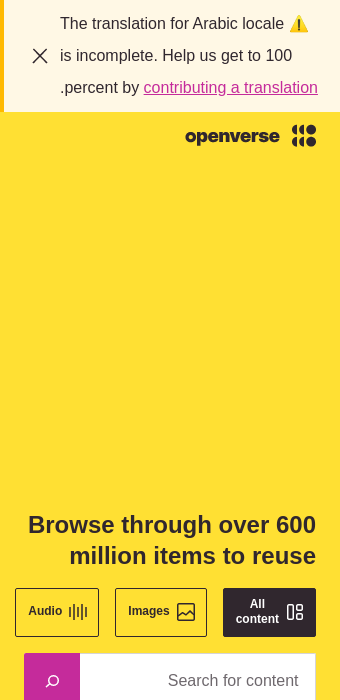 The translation for Arabic locale ⚠️
is incomplete. Help us get to 100
.percent by contributing a translation
openverse
Browse through over 600
million items to reuse
All
content
Images
Audio
Search for content